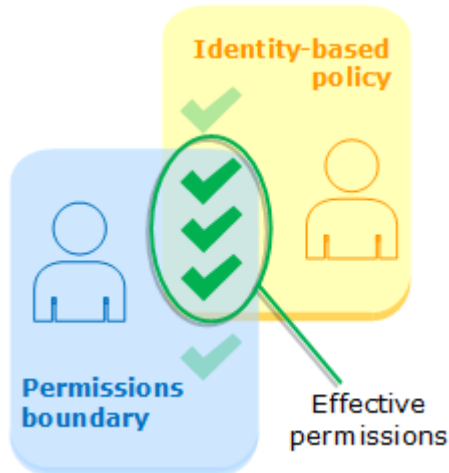 Identity-based
policy
Permissions
boundary
Effective
permissions